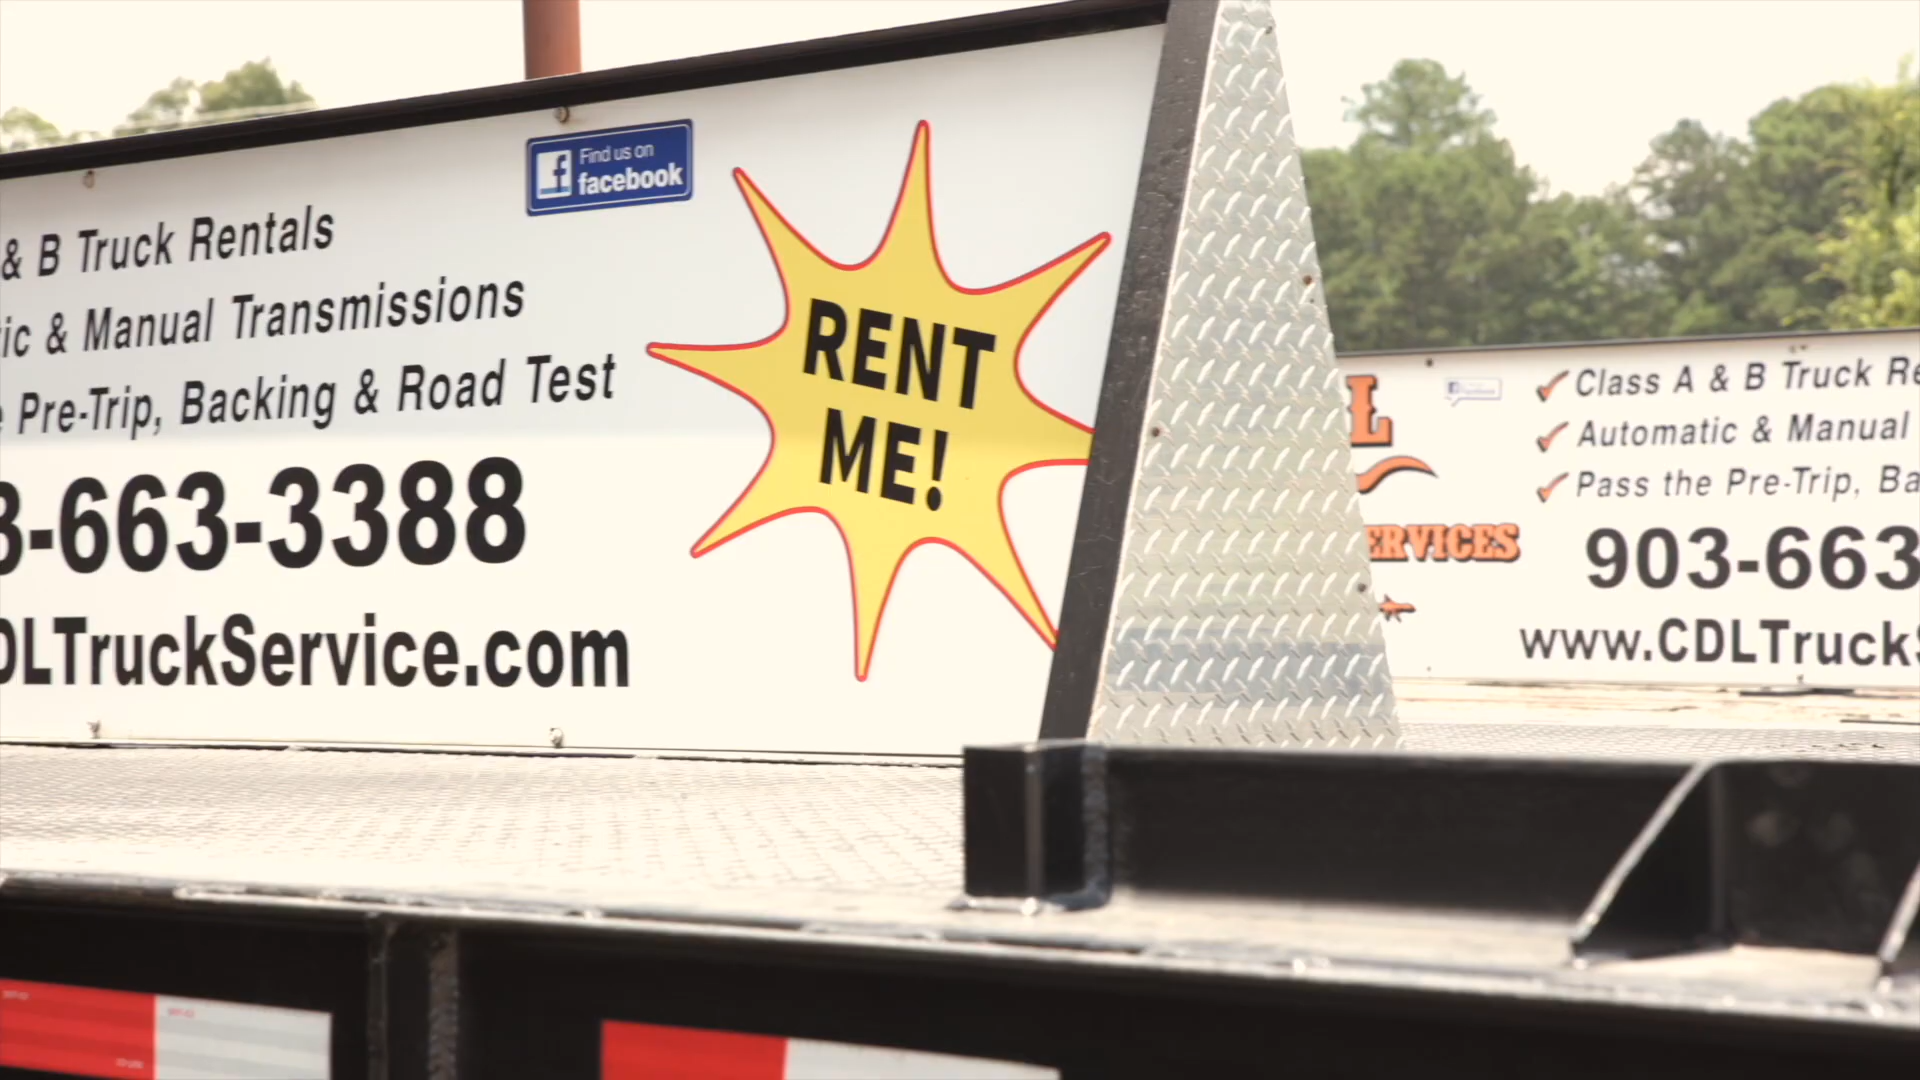 & B Truck Rentals
ic & Manual Transmissions
Pre-Trip, Backing & Road Test
3-663-3388
DLTruckService.com
Find us on
facebook
RENT
ME!
L
ERVICES
Class A & B Truck Re
Automatic & Manual
Pass the Pre-Trip, Ba
903-663
www.CDLTruckS